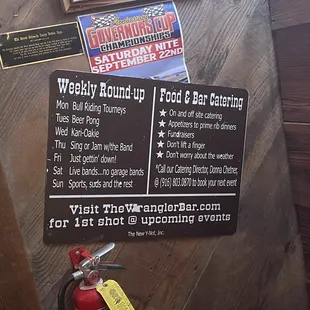 GOVERNORS CUP
CHAMPIONSHIPS
SATURDAY NITE
SEPTEMBER 22ND
Weekly Round-up
Mon Bull Riding Tourneys
Tues Beer Pong
Wed Kari-Oakie
Thu Sing or Jam w/the Band
Fri Just gettin' down!
Sat Live bands...no garage bands
Sun Sports, suds and the rest
Food & Bar Catering
★ On and off site catering
★ Appetizers to prime rib dinners
★ Fundraisers
★ Don't lift a finger
★ Don't worry about the weather
*Call our Catering Director, Donna Chetner,
@ (916) 803.0870 to book your next event
Visit TheWranglerBar.com
for 1st shot @ upcoming events
The New Y-Not, Inc.